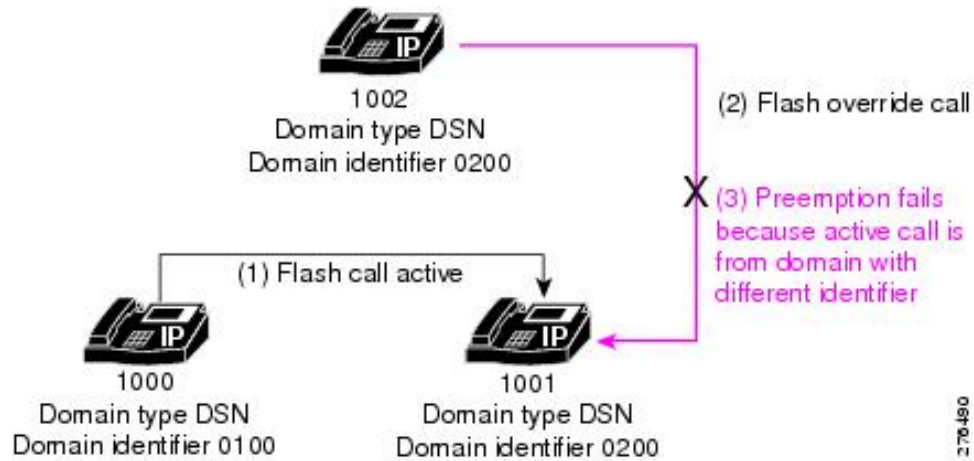 IP
1002
Domain type DSN
Domain identifier 0200
(2) Flash override call
(3) Preemption fails
because active call is
from domain with
different identifier
(1) Flash call active
IP
1000
Domain type DSN
Domain identifier 0100
IP
1001
Domain type DSN
Domain identifier 0200
276490